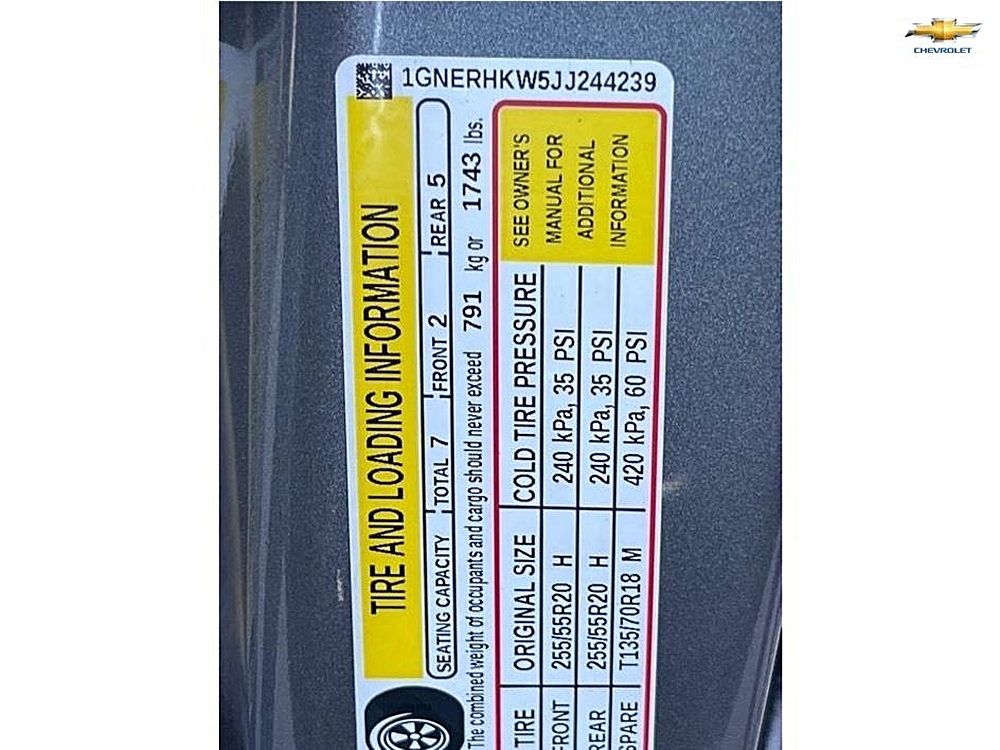 CHEVROLET
1GNERHKW5JJ244239
TIRE AND LOADING INFORMATION
SEATING CAPACITY TOTAL 7 FRONT 2 REAR 5
The combined weight of occupants and cargo should never exceed 791 kg or 1743 lbs.
TIRE ORIGINAL SIZE COLD TIRE PRESSURE
FRONT 255/55R20 H 240 kPa, 35 PSI
REAR 255/55R20 H 240 kPa, 35 PSI
SPARE T135/70R18 M 420 kPa, 60 PSI
SEE OWNER'S
MANUAL FOR
ADDITIONAL
INFORMATION